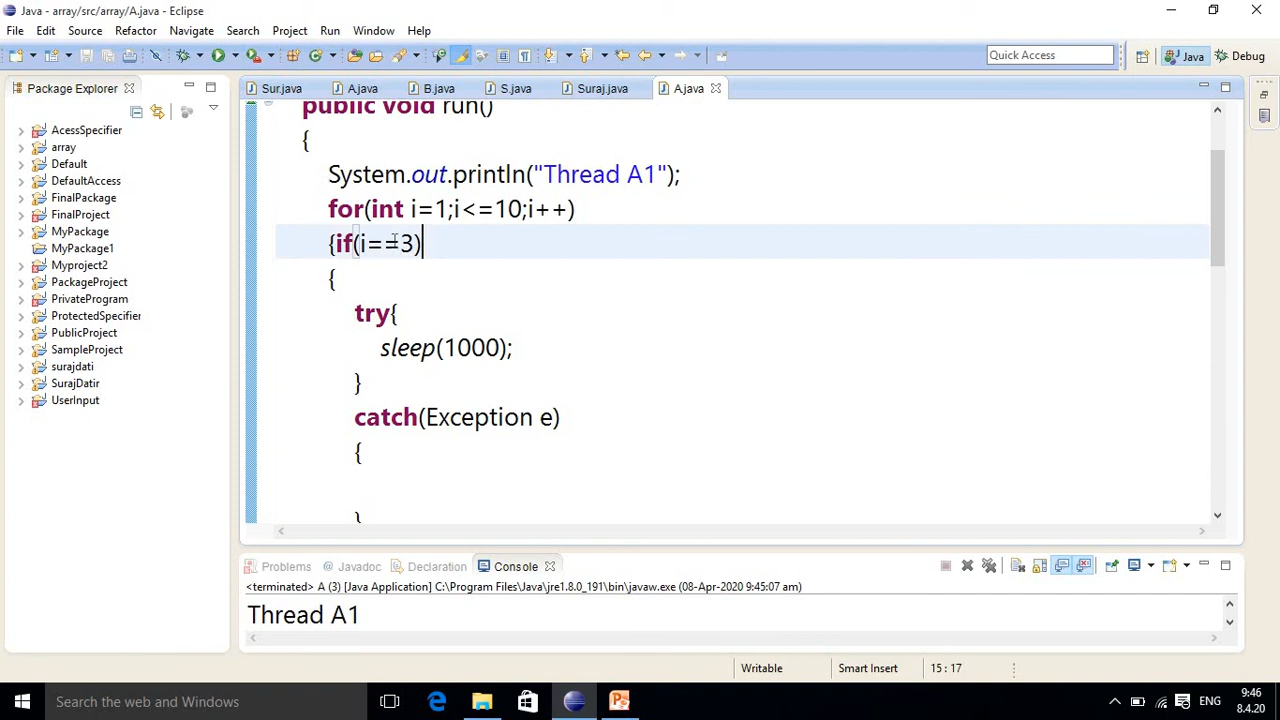 Java - array/src/array/A.java - Eclipse
File Edit Source Refactor Navigate Search Project Run Window Help
Quick Access
Java
Debug
Package Explorer
Sur.java A.java B.java S.java Suraj.java A.java
AcessSpecifier
array
Default
DefaultAccess
FinalPackage
FinalProject
MyPackage
MyPackage1
Myproject2
PackageProject
PrivateProgram
ProtectedSpecifier
PublicProject
SampleProject
surajdati
SurajDatir
UserInput
public void run()
{
System.out.println("Thread A1");
for(int i=1;i<=10;i++)
{if(i==3)
{
try{
sleep(1000);
}
catch(Exception e)
{
}
Problems Javadoc Declaration Console
<terminated> A (3) [Java Application] C:\Program Files\Java\jre1.8.0_191\bin\javaw.exe (08-Apr-2020 9:45:07 am)
Thread A1
Writable Smart Insert 15 : 17
Search the web and Windows
ENG
9:46
8.4.20